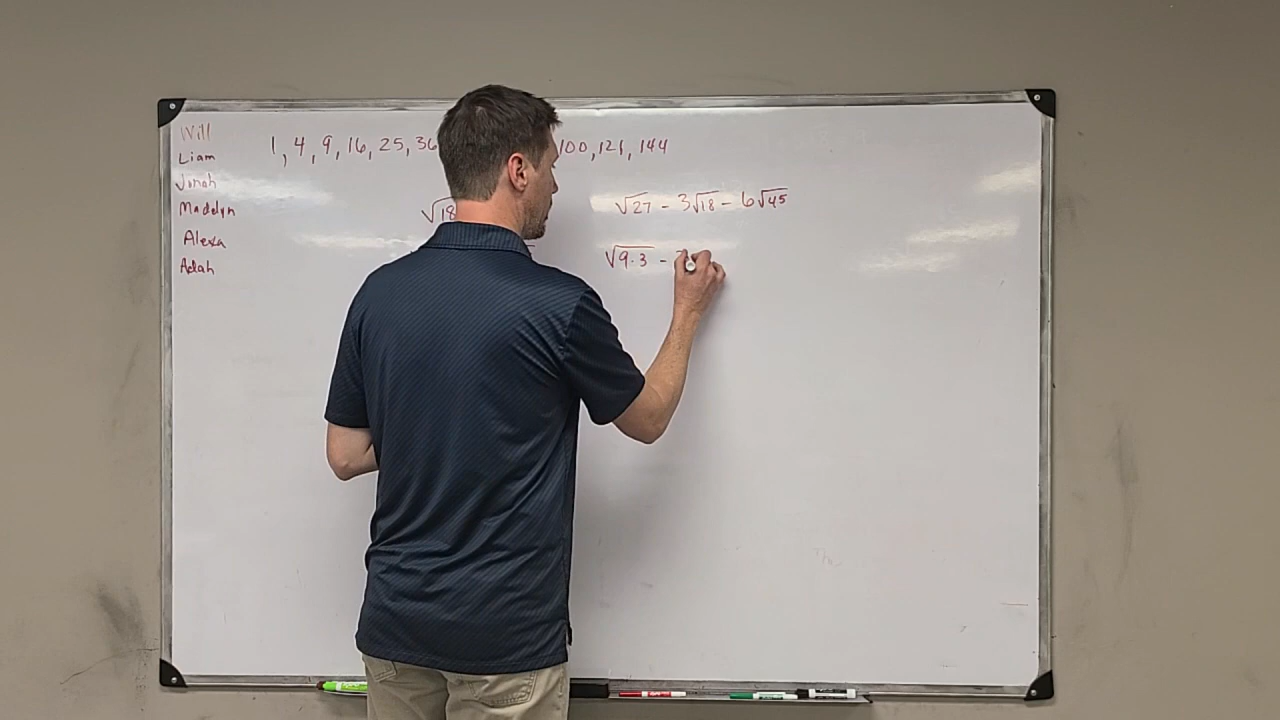 Will
Liam
Jonah
Madelyn
Alexa
Adah
1, 4, 9, 16, 25, 36
100, 121, 144
√18
√27 - 3√18 - 6√45
√9·3 -